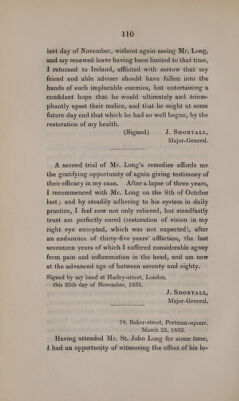 110
last day of November, without again seeing Mr. Long,
and my renewed leave having been limited to that time,
I returned to Ireland, afflicted with sorrow that my
friend and able adviser should have fallen into the
hands of such implacable enemies, but entertaining a
confident hope that he would ultimately and trium-
phantly upset their malice, and that he might at some
future day end that which he had so well begun, by the
restoration of my health.
(Signed) J. Shortall,
Major-General.
A second trial of Mr. Long's remedies affords me
the gratifying opportunity of again giving testimony of
their efficacy in my case. After a lapse of three years,
I recommenced with Mr. Long on the 9th of October
last; and by steadily adhering to his system in daily
practice, I feel now not only relieved, but steadfastly
trust am perfectly cured (restoration of vision in my
right eye excepted, which was not expected), after
an endurance of thirty-five years' affliction, the last
seventeen years of which I suffered considerable agony
from pain and inflammation in the head, and am now
at the advanced age of between seventy and eighty.
Signed by my hand at Harley-street, London,
this 25th day of November, 1833.
J. Shortall,
Major-General.
78, Baker-street, Portman-square,
March 25, 1833.
Having attended Mr. St. John Long for some time,
I had an opportunity of witnessing the effect of his lo-